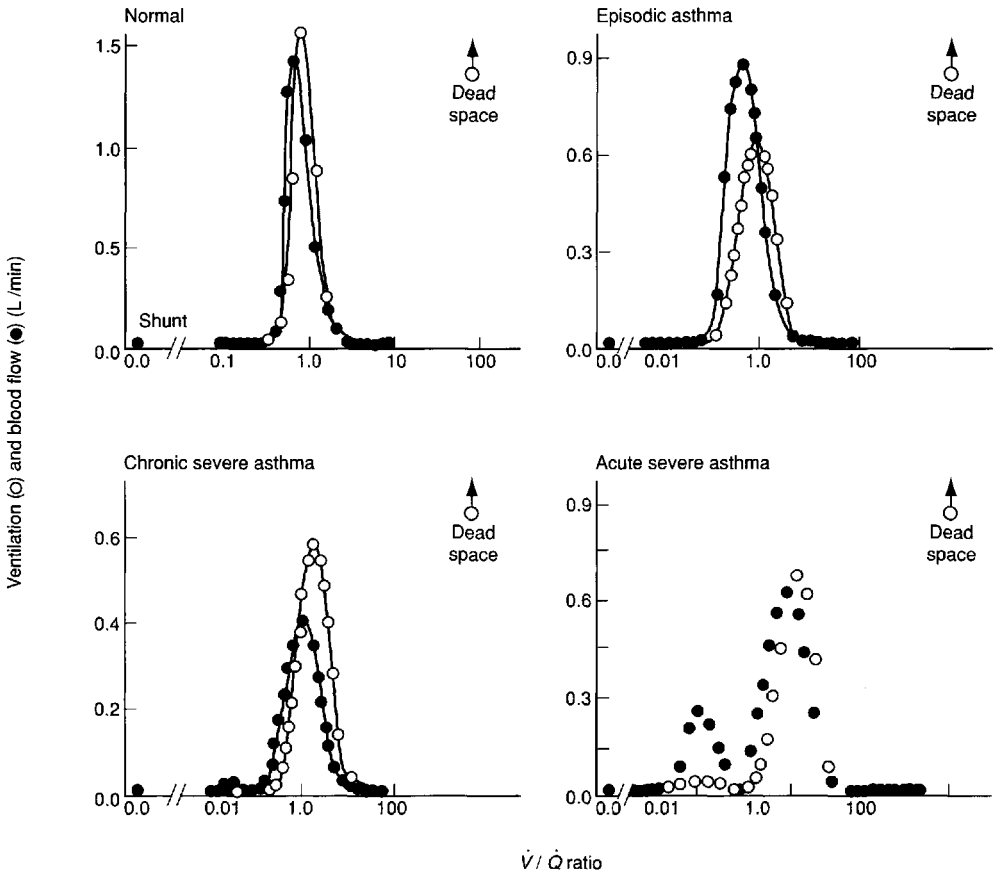 Ventilation (O) and blood flow (●) (L /min)
Normal
1.5
1.0
0.5
0.0
Shunt
Dead
space
0.0
0.1
1.0
10
100
Episodic asthma
0.9
0.6
0.3
0.0
Dead
space
0.0
0.01
1.0
100
Chronic severe asthma
0.6
0.4
0.2
0.0
Dead
space
0.0
0.01
1.0
100
Acute severe asthma
0.9
0.6
0.3
0.0
Dead
space
0.0
0.01
1.0
100
V̇ / Q̇ ratio